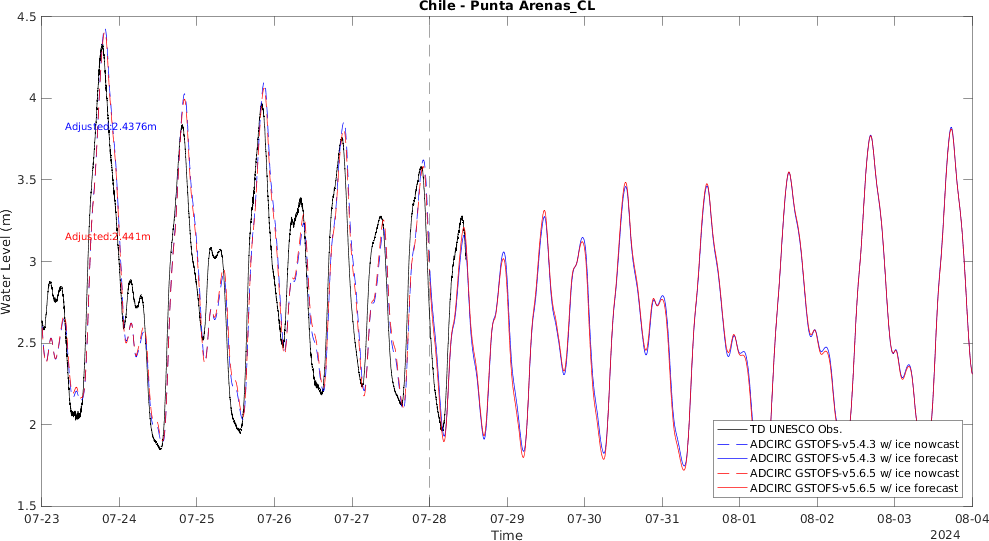 Chile - Punta Arenas_CL
4.5
4
3.5
3
2.5
2
1.5
Water Level (m)
Adjusted:2.4376m
Adjusted:2.441m
TD UNESCO Obs.
ADCIRC GSTOFS-v5.4.3 w/ ice nowcast
ADCIRC GSTOFS-v5.4.3 w/ ice forecast
ADCIRC GSTOFS-v5.6.5 w/ ice nowcast
ADCIRC GSTOFS-v5.6.5 w/ ice forecast
07-23 07-24 07-25 07-26 07-27 07-28 07-29 07-30 07-31 08-01 08-02 08-03 08-04
Time
2024